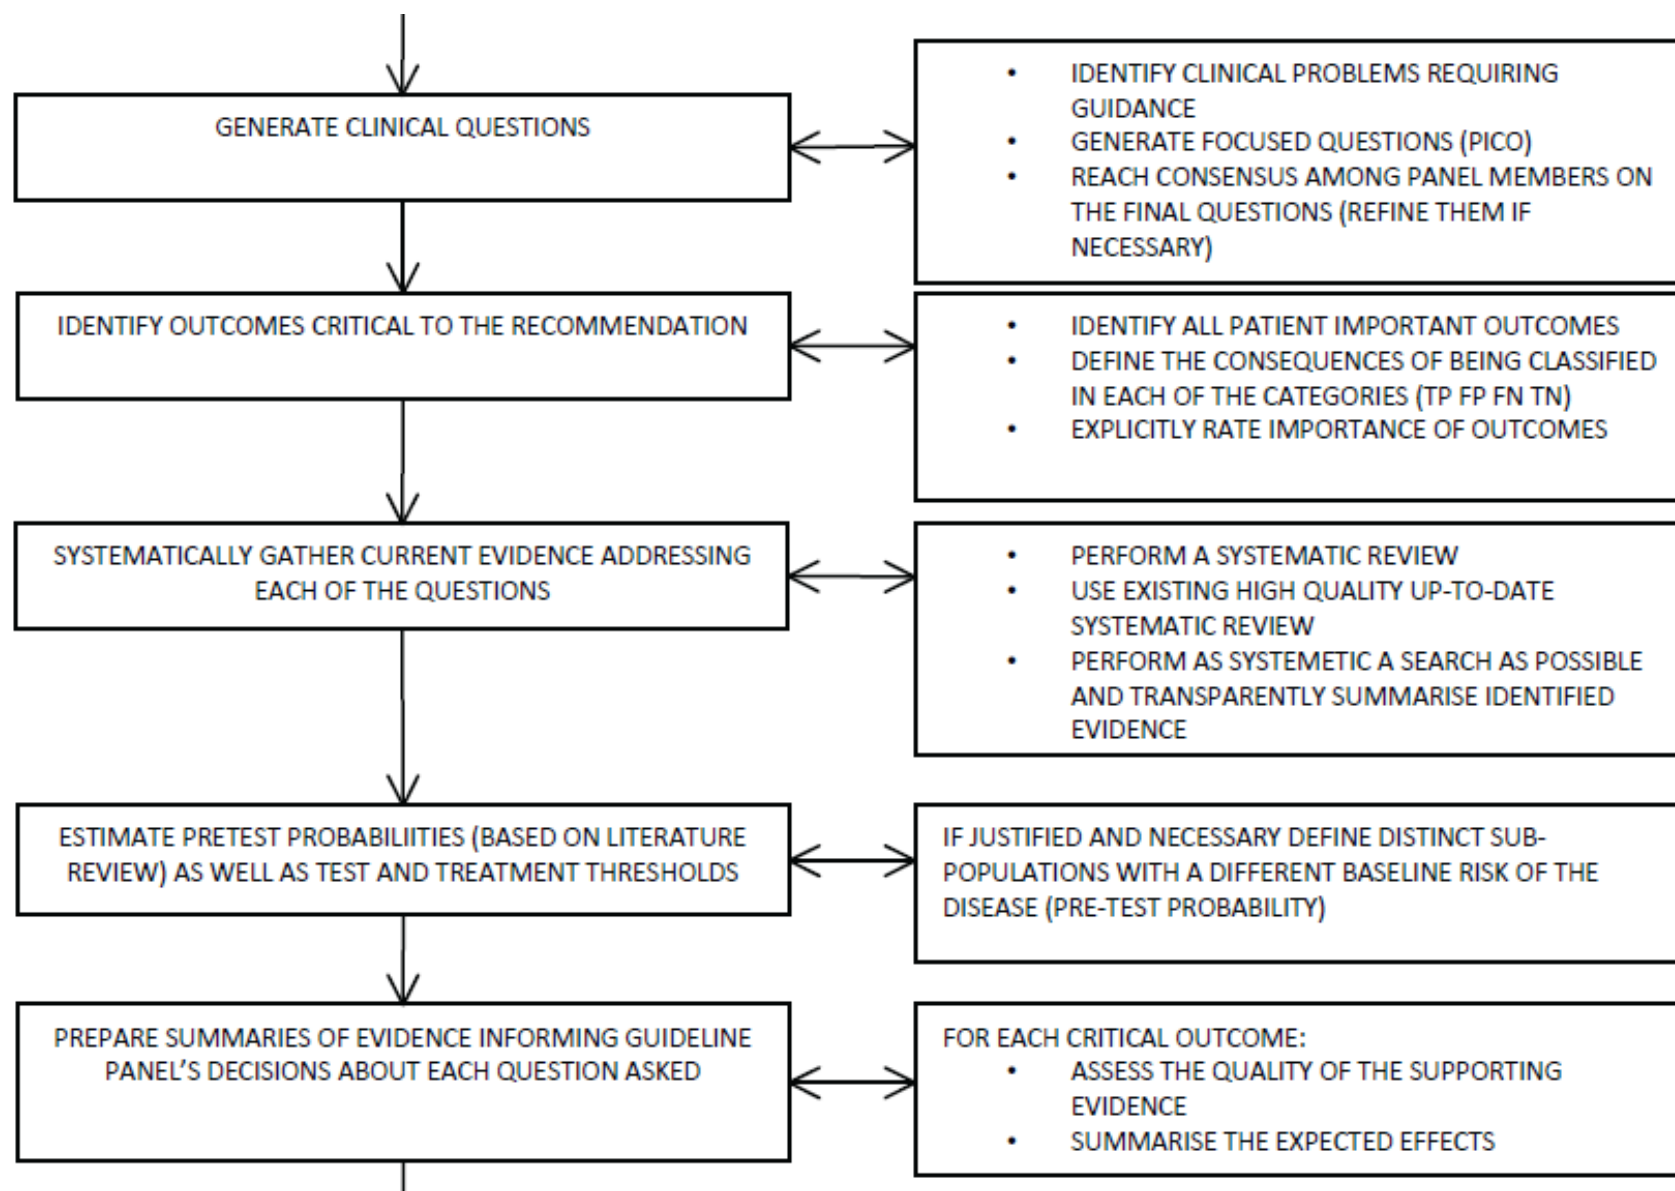 GENERATE CLINICAL QUESTIONS
• IDENTIFY CLINICAL PROBLEMS REQUIRING
GUIDANCE
• GENERATE FOCUSED QUESTIONS (PICO)
• REACH CONSENSUS AMONG PANEL MEMBERS ON
THE FINAL QUESTIONS (REFINE THEM IF
NECESSARY)
IDENTIFY OUTCOMES CRITICAL TO THE RECOMMENDATION
• IDENTIFY ALL PATIENT IMPORTANT OUTCOMES
• DEFINE THE CONSEQUENCES OF BEING CLASSIFIED
IN EACH OF THE CATEGORIES (TP FP FN TN)
• EXPLICITLY RATE IMPORTANCE OF OUTCOMES
SYSTEMATICALLY GATHER CURRENT EVIDENCE ADDRESSING
EACH OF THE QUESTIONS
• PERFORM A SYSTEMATIC REVIEW
• USE EXISTING HIGH QUALITY UP-TO-DATE
SYSTEMATIC REVIEW
• PERFORM AS SYSTEMETIC A SEARCH AS POSSIBLE
AND TRANSPARENTLY SUMMARISE IDENTIFIED
EVIDENCE
ESTIMATE PRETEST PROBABILIITIES (BASED ON LITERATURE
REVIEW) AS WELL AS TEST AND TREATMENT THRESHOLDS
IF JUSTIFIED AND NECESSARY DEFINE DISTINCT SUB-
POPULATIONS WITH A DIFFERENT BASELINE RISK OF THE
DISEASE (PRE-TEST PROBABILITY)
PREPARE SUMMARIES OF EVIDENCE INFORMING GUIDELINE
PANEL'S DECISIONS ABOUT EACH QUESTION ASKED
FOR EACH CRITICAL OUTCOME:
• ASSESS THE QUALITY OF THE SUPPORTING
EVIDENCE
• SUMMARISE THE EXPECTED EFFECTS